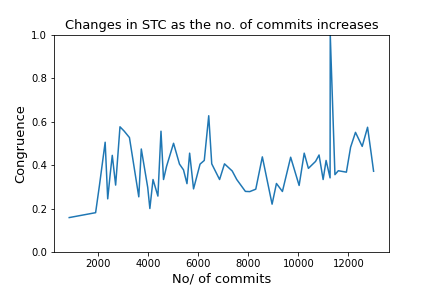 Changes in STC as the no. of commits increases
1.0
0.8
0.6
0.4
0.2
0.0
Congruence
2000 4000 6000 8000 10000 12000
No/ of commits